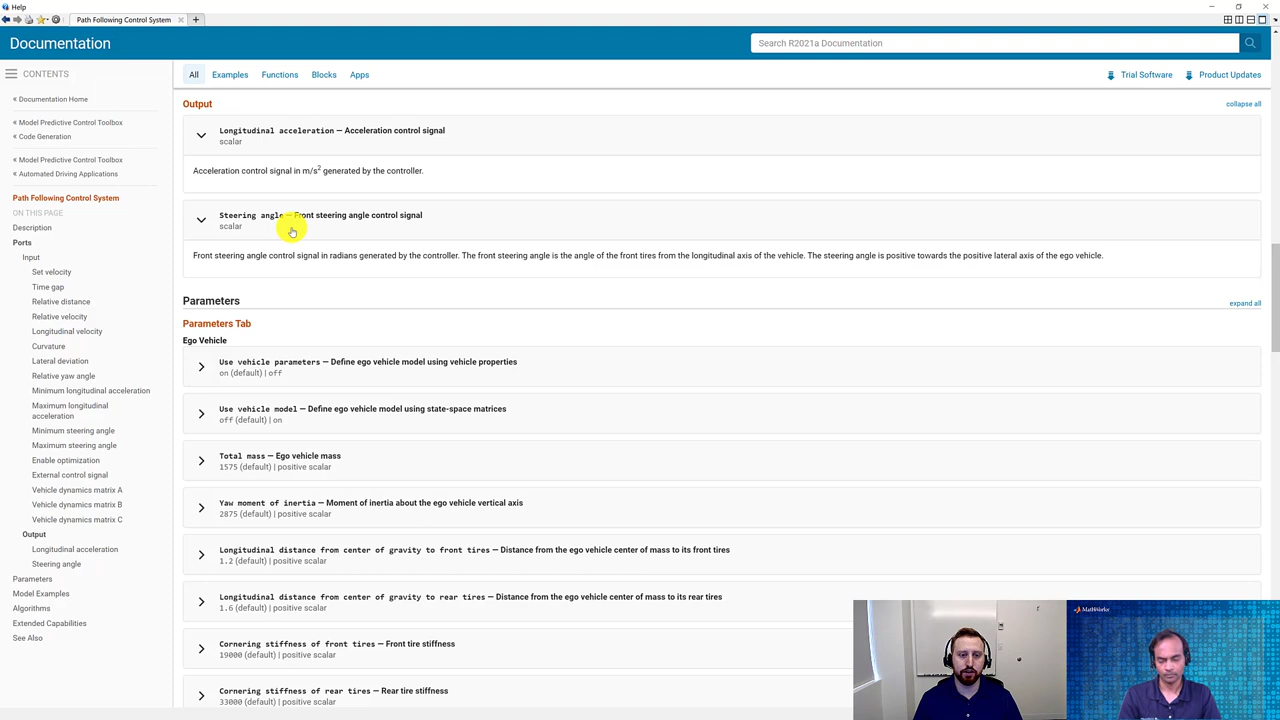 Help
Path Following Control System
Documentation
Search R2021a Documentation
CONTENTS
All Examples Functions Blocks Apps
Trial Software Product Updates
« Documentation Home
« Model Predictive Control Toolbox
« Code Generation
« Model Predictive Control Toolbox
« Automated Driving Applications
Path Following Control System
ON THIS PAGE
Description
Ports
Input
Set velocity
Time gap
Relative distance
Relative velocity
Longitudinal velocity
Curvature
Lateral deviation
Relative yaw angle
Minimum longitudinal acceleration
Maximum longitudinal
acceleration
Minimum steering angle
Maximum steering angle
Enable optimization
External control signal
Vehicle dynamics matrix A
Vehicle dynamics matrix B
Vehicle dynamics matrix C
Output
Longitudinal acceleration
Steering angle
Parameters
Model Examples
Algorithms
Extended Capabilities
See Also
Output
collapse all
Longitudinal acceleration — Acceleration control signal
scalar
Acceleration control signal in m/s² generated by the controller.
Steering angle — Front steering angle control signal
scalar
Front steering angle control signal in radians generated by the controller. The front steering angle is the angle of the front tires from the longitudinal axis of the vehicle. The steering angle is positive towards the positive lateral axis of the ego vehicle.
Parameters
expand all
Parameters Tab
Ego Vehicle
Use vehicle parameters — Define ego vehicle model using vehicle properties
on (default) | off
Use vehicle model — Define ego vehicle model using state-space matrices
off (default) | on
Total mass — Ego vehicle mass
1575 (default) | positive scalar
Yaw moment of inertia — Moment of inertia about the ego vehicle vertical axis
2875 (default) | positive scalar
Longitudinal distance from center of gravity to front tires — Distance from the ego vehicle center of mass to its front tires
1.2 (default) | positive scalar
Longitudinal distance from center of gravity to rear tires — Distance from the ego vehicle center of mass to its rear tires
1.6 (default) | positive scalar
Cornering stiffness of front tires — Front tire stiffness
19000 (default) | positive scalar
Cornering stiffness of rear tires — Rear tire stiffness
33000 (default) | positive scalar
MathWorks